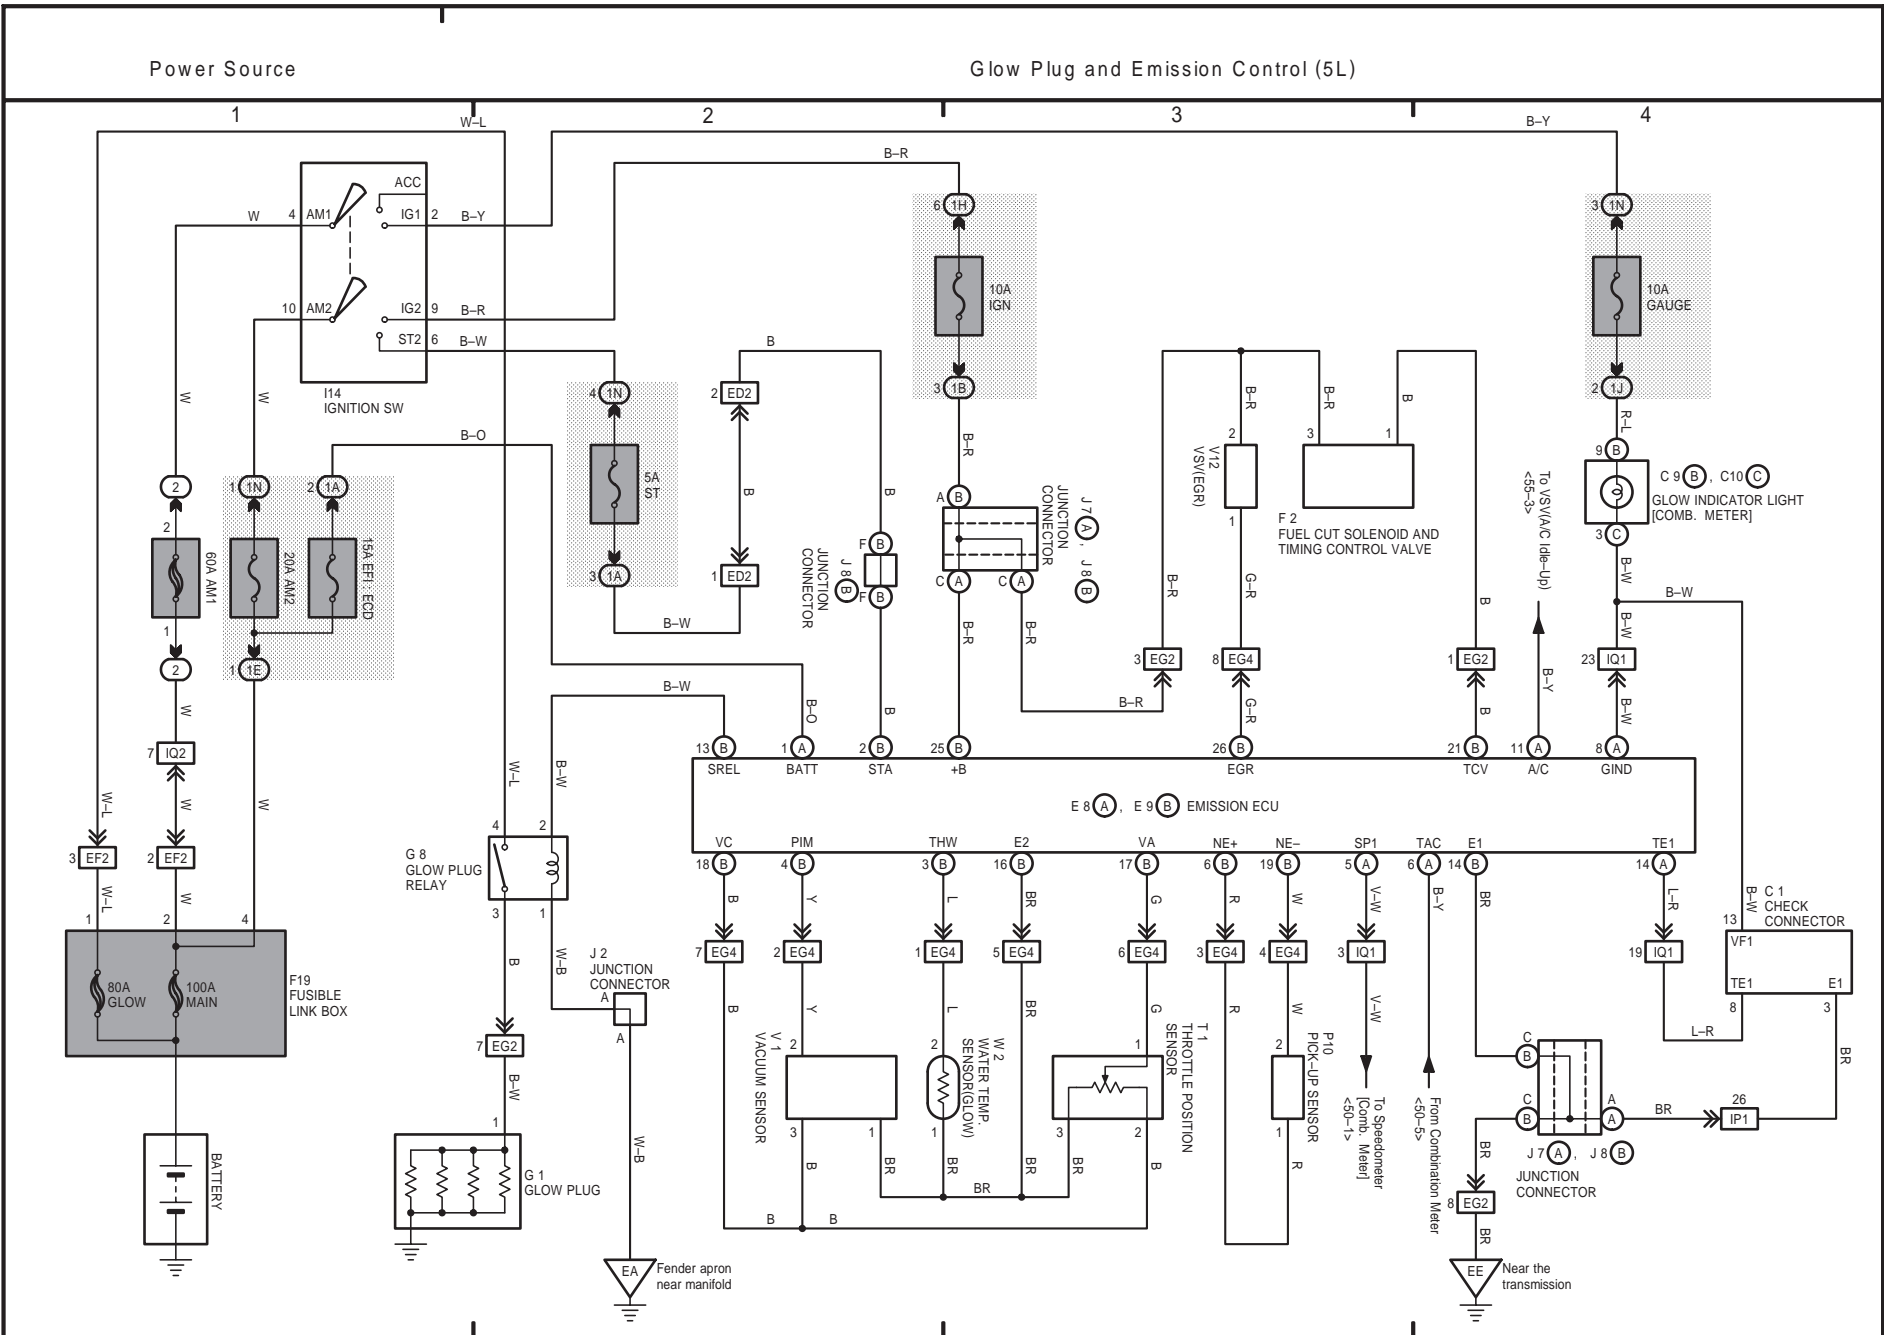 Power Source
Glow Plug and Emission Control (5L)
1
2
3
4
W–L
B–Y
B–R
ACC
W
4
AM1
IG1
2
B–Y
10
AM2
IG2
9
B–R
ST2
6
B–W
I14
IGNITION SW
6
1H
10A
IGN
3
1B
3
1N
10A
GAUGE
2
1J
W
W
B–O
4
1N
5A
ST
3
1A
B
2
ED2
B
1
ED2
B–W
B
F
B
F
B
J 8
B
JUNCTION
CONNECTOR
B–R
A
B
C
A
C
A
JUNCTION
CONNECTOR
J 7
A
,
J 8
B
B–R
B–R
B–R
B–R
B
2
V12
VSV(EGR)
1
3
1
F 2
FUEL CUT SOLENOID AND
TIMING CONTROL VALVE
To VSV(A/C Idle–Up)
<55–3>
R–L
9
B
C 9
B
, C10
C
GLOW INDICATOR LIGHT
[COMB. METER]
3
C
B–W
B–W
2
2
60A AM1
1
2
1
1N
2
1A
20A AM2
15A EFI; ECD
1
1E
W
7
IQ2
W
W
B–W
B–O
B
B–R
B–R
3
EG2
G–R
8
EG4
G–R
B
1
EG2
B
B–Y
B–W
23
IQ1
B–W
13
B
1
A
2
B
25
B
26
B
21
B
11
A
8
A
SREL
BATT
STA
+B
EGR
TCV
A/C
GIND
E 8
A
, E 9
B
EMISSION ECU
VC
PIM
THW
E2
VA
NE+
NE–
SP1
TAC
E1
TE1
18
B
4
B
3
B
16
B
17
B
6
B
19
B
5
A
6
A
14
B
14
A
W–L
B–W
W–L
3
EF2
2
EF2
W–L
W
1
2
4
80A
GLOW
100A
MAIN
F19
FUSIBLE
LINK BOX
BATTERY
4
2
G 8
GLOW PLUG
RELAY
3
1
B
W–B
J 2
JUNCTION
CONNECTOR
A
A
7
EG2
B–W
1
G 1
GLOW PLUG
W–B
EA
Fender apron
near manifold
B
Y
L
BR
G
R
W
V–W
B–Y
BR
L–R
B–W
7
EG4
2
EG4
1
EG4
5
EG4
6
EG4
3
EG4
4
EG4
3
IQ1
19
IQ1
B
Y
L
BR
G
R
W
V–W
C 1
CHECK
CONNECTOR
13
VF1
TE1
E1
8
3
L–R
BR
2
V 1
VACUUM SENSOR
3
1
2
W 2
WATER TEMP.
SENSOR(GLOW)
1
1
T 1
THROTTLE POSITION
SENSOR
3
2
2
P10
PICK–UP SENSOR
1
B
BR
BR
BR
BR
B
R
BR
B
B
To Speedometer
[Comb. Meter]
<50–1>
From Combination Meter
<50–5>
C
B
C
B
A
A
BR
26
IP1
J 7
A
, J 8
B
JUNCTION
CONNECTOR
BR
8
EG2
BR
EE
Near the
transmission